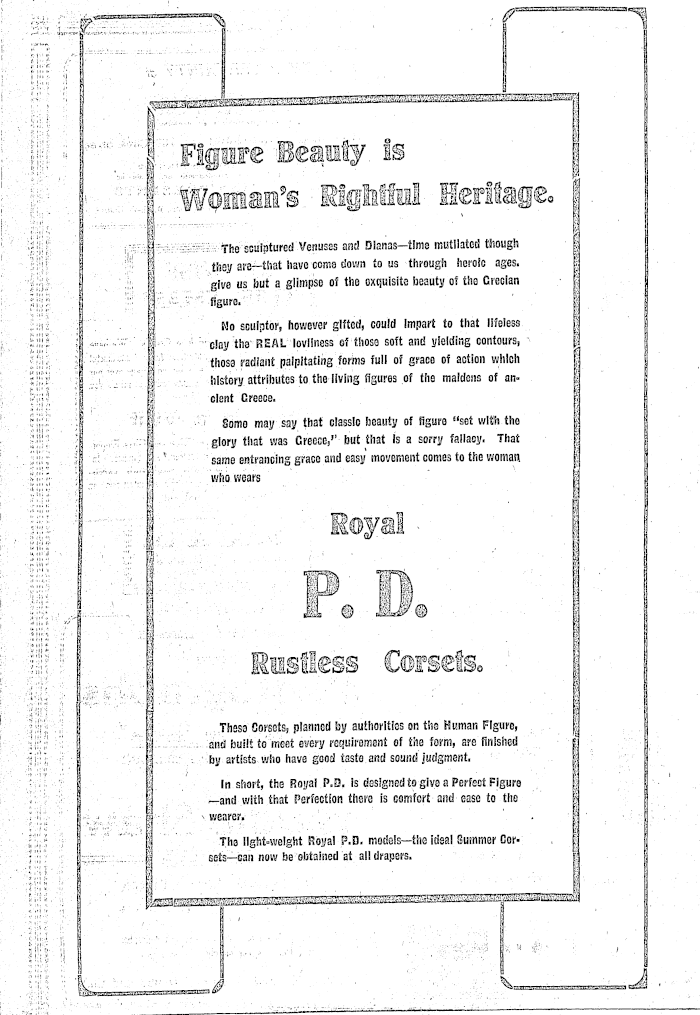 Figure Beauty is
Woman's Rightful Heritage.
The sculptured Venuses and Dianas—time mutilated though
they are—that have come down to us through heroic ages.
give us but a glimpse of the exquisite beauty of the Grecian
figure.
No sculptor, however gifted, could impart to that lifeless
clay the REAL lovliness of those soft and yielding contours,
those radiant palpitating forms full of grace of action which
history attributes to the living figures of the maidens of an-
cient Greece.
Some may say that classic beauty of figure "set with the
glory that was Greece," but that is a sorry fallacy. That
same entrancing grace and easy movement comes to the woman
who wears
Royal
P. D.
Rustless Corsets.
These Corsets, planned by authorities on the Human Figure,
and built to meet every requirement of the form, are finished
by artists who have good taste and sound judgment.
In short, the Royal P.D. is designed to give a Perfect Figure
—and with that Perfection there is comfort and ease to the
wearer.
The light-weight Royal P.D. models—the ideal Summer Cor-
sets—can now be obtained at all drapers.